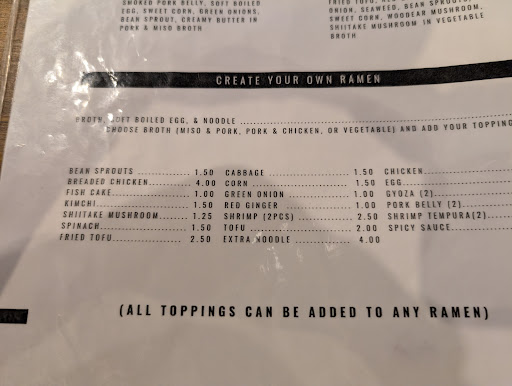 SMOKED PORK BELLY, SOFT BOILED
EGG, SWEET CORN, GREEN ONIONS,
BEAN SPROUT, CREAMY BUTTER IN
PORK & MISO BROTH
ONION, SEAWEED, BEAN SPROUTS,
SWEET CORN, WOODEAR MUSHROOM,
SHIITAKE MUSHROOM IN VEGETABLE
BROTH
CREATE YOUR OWN RAMEN
BROTH, SOFT BOILED EGG, & NOODLE
CHOOSE BROTH (MISO & PORK, PORK & CHICKEN, OR VEGETABLE) AND ADD YOUR TOPPING
BEAN SPROUTS 1.50 CABBAGE 1.50 CHICKEN
BREADED CHICKEN 4.00 CORN 1.50 EGG
FISH CAKE 1.00 GREEN ONION 1.00 GYOZA (2)
KIMCHI 1.50 RED GINGER 1.00 PORK BELLY (2)
SHIITAKE MUSHROOM 1.25 SHRIMP (2PCS) 2.50 SHRIMP TEMPURA(2)
SPINACH 1.50 TOFU 2.00 SPICY SAUCE
FRIED TOFU 2.50 EXTRA NOODLE 4.00
(ALL TOPPINGS CAN BE ADDED TO ANY RAMEN)